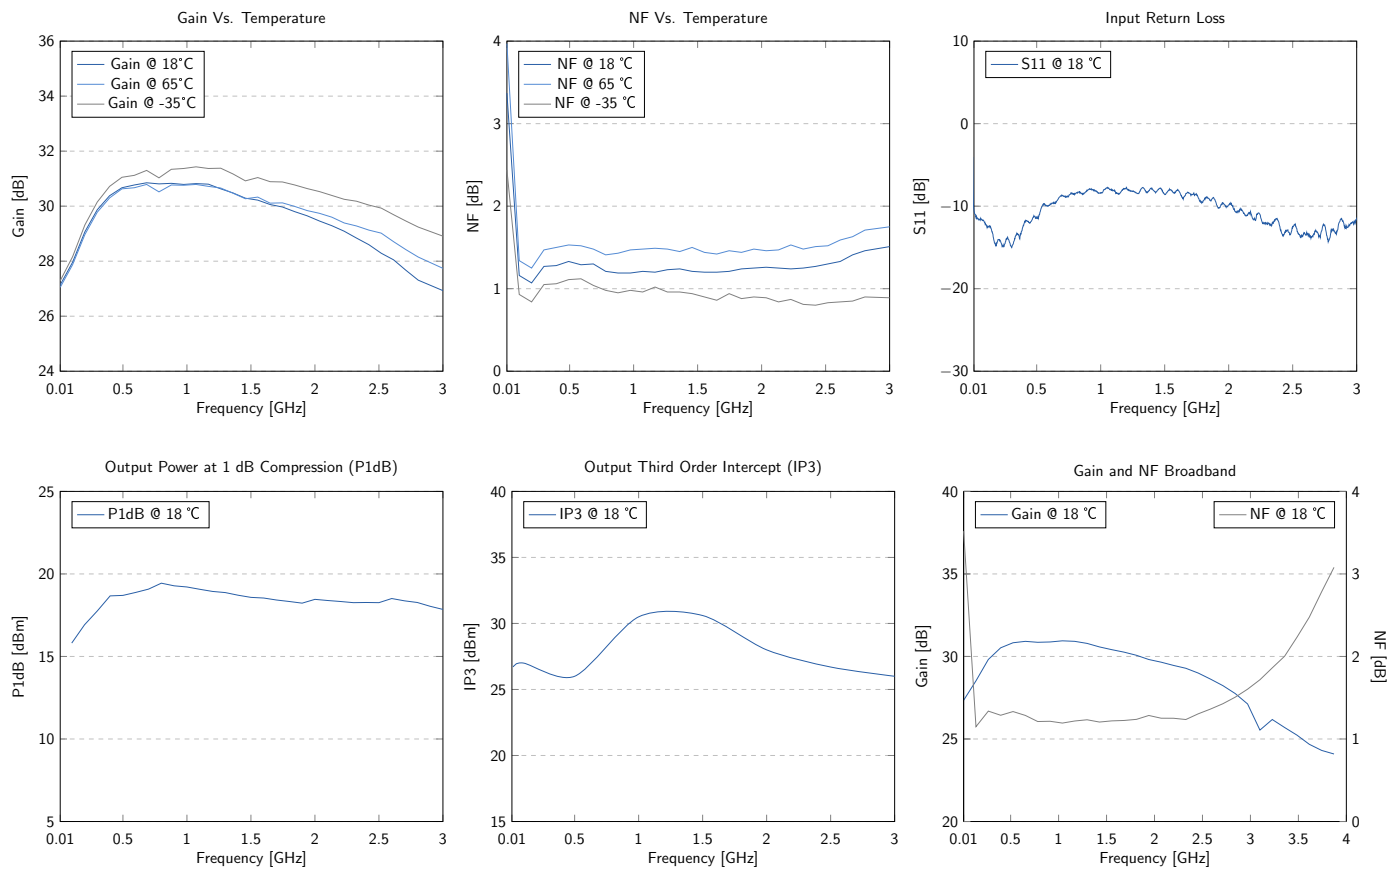 Gain Vs. Temperature
36
34
32
30
28
26
24
Gain [dB]
Gain @ 18°C
Gain @ 65°C
Gain @ -35°C
0.01 0.5 1 1.5 2 2.5 3
Frequency [GHz]
NF Vs. Temperature
4
3
2
1
0
NF [dB]
NF @ 18 °C
NF @ 65 °C
NF @ -35 °C
0.01 0.5 1 1.5 2 2.5 3
Frequency [GHz]
Input Return Loss
10
0
−10
−20
−30
S11 [dB]
S11 @ 18 °C
0.01 0.5 1 1.5 2 2.5 3
Frequency [GHz]
Output Power at 1 dB Compression (P1dB)
25
20
15
10
5
P1dB [dBm]
P1dB @ 18 °C
0.01 0.5 1 1.5 2 2.5 3
Frequency [GHz]
Output Third Order Intercept (IP3)
40
35
30
25
20
15
IP3 [dBm]
IP3 @ 18 °C
0.01 0.5 1 1.5 2 2.5 3
Frequency [GHz]
Gain and NF Broadband
40
35
30
25
20
Gain [dB]
Gain @ 18 °C
NF @ 18 °C
4
3
2
1
0
NF [dB]
0.01 0.5 1 1.5 2 2.5 3 3.5 4
Frequency [GHz]